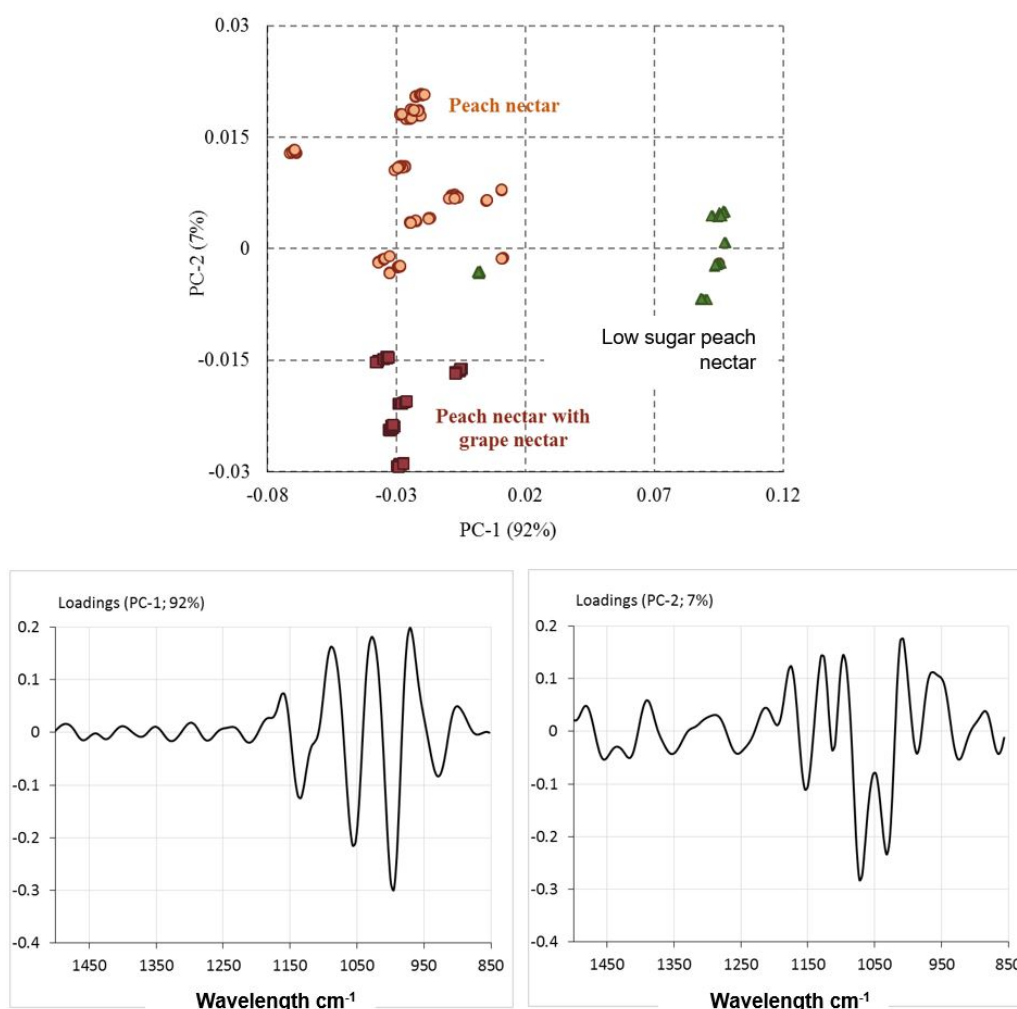 0.03
Peach nectar
0.015
PC-2 (7%)
0
Low sugar peach
nectar
-0.015
Peach nectar with
grape nectar
-0.03
-0.08 -0.03 0.02 0.07 0.12
PC-1 (92%)
Loadings (PC-1; 92%)
0.2
0.1
0
-0.1
-0.2
-0.3
-0.4
1450 1350 1250 1150 1050 950 850
Wavelength cm-1
Loadings (PC-2; 7%)
0.2
0.1
0
-0.1
-0.2
-0.3
-0.4
1450 1350 1250 1150 1050 950 850
Wavelength cm-1